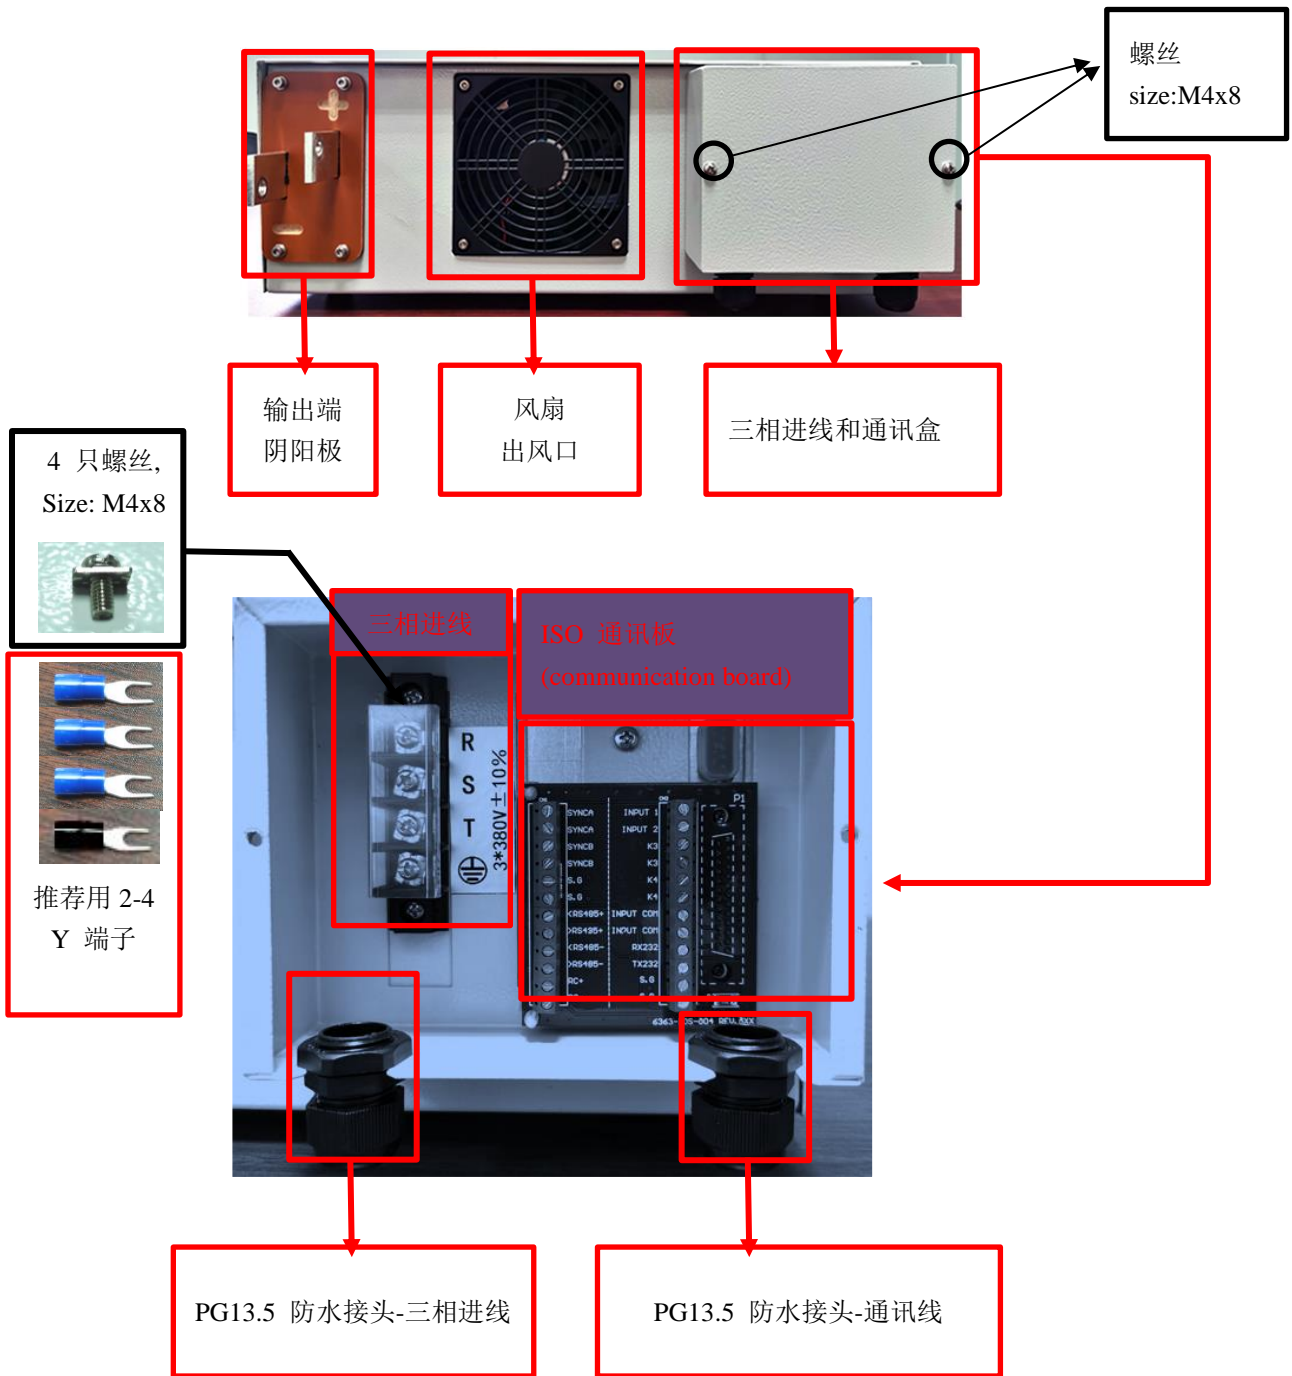 螺丝
size:M4x8
输出端
阴阳极
风扇
出风口
三相进线和通讯盒
4 只螺丝,
Size: M4x8
推荐用 2-4
Y 端子
三相进线
ISO 通讯板
(communication board)
R
S
T
3*380V±10%
P1
SYNCA
SYNCA
SYNCB
SYNCB
S.G
S.G
<RS485+
>RS485+
<RS485-
>RS485-
RC+
INPUT 1
INPUT 2
K3
K3
K4
K4
INPUT COM
INPUT COM
RX232
TX232
S.G
PG13.5 防水接头-三相进线
PG13.5 防水接头-通讯线